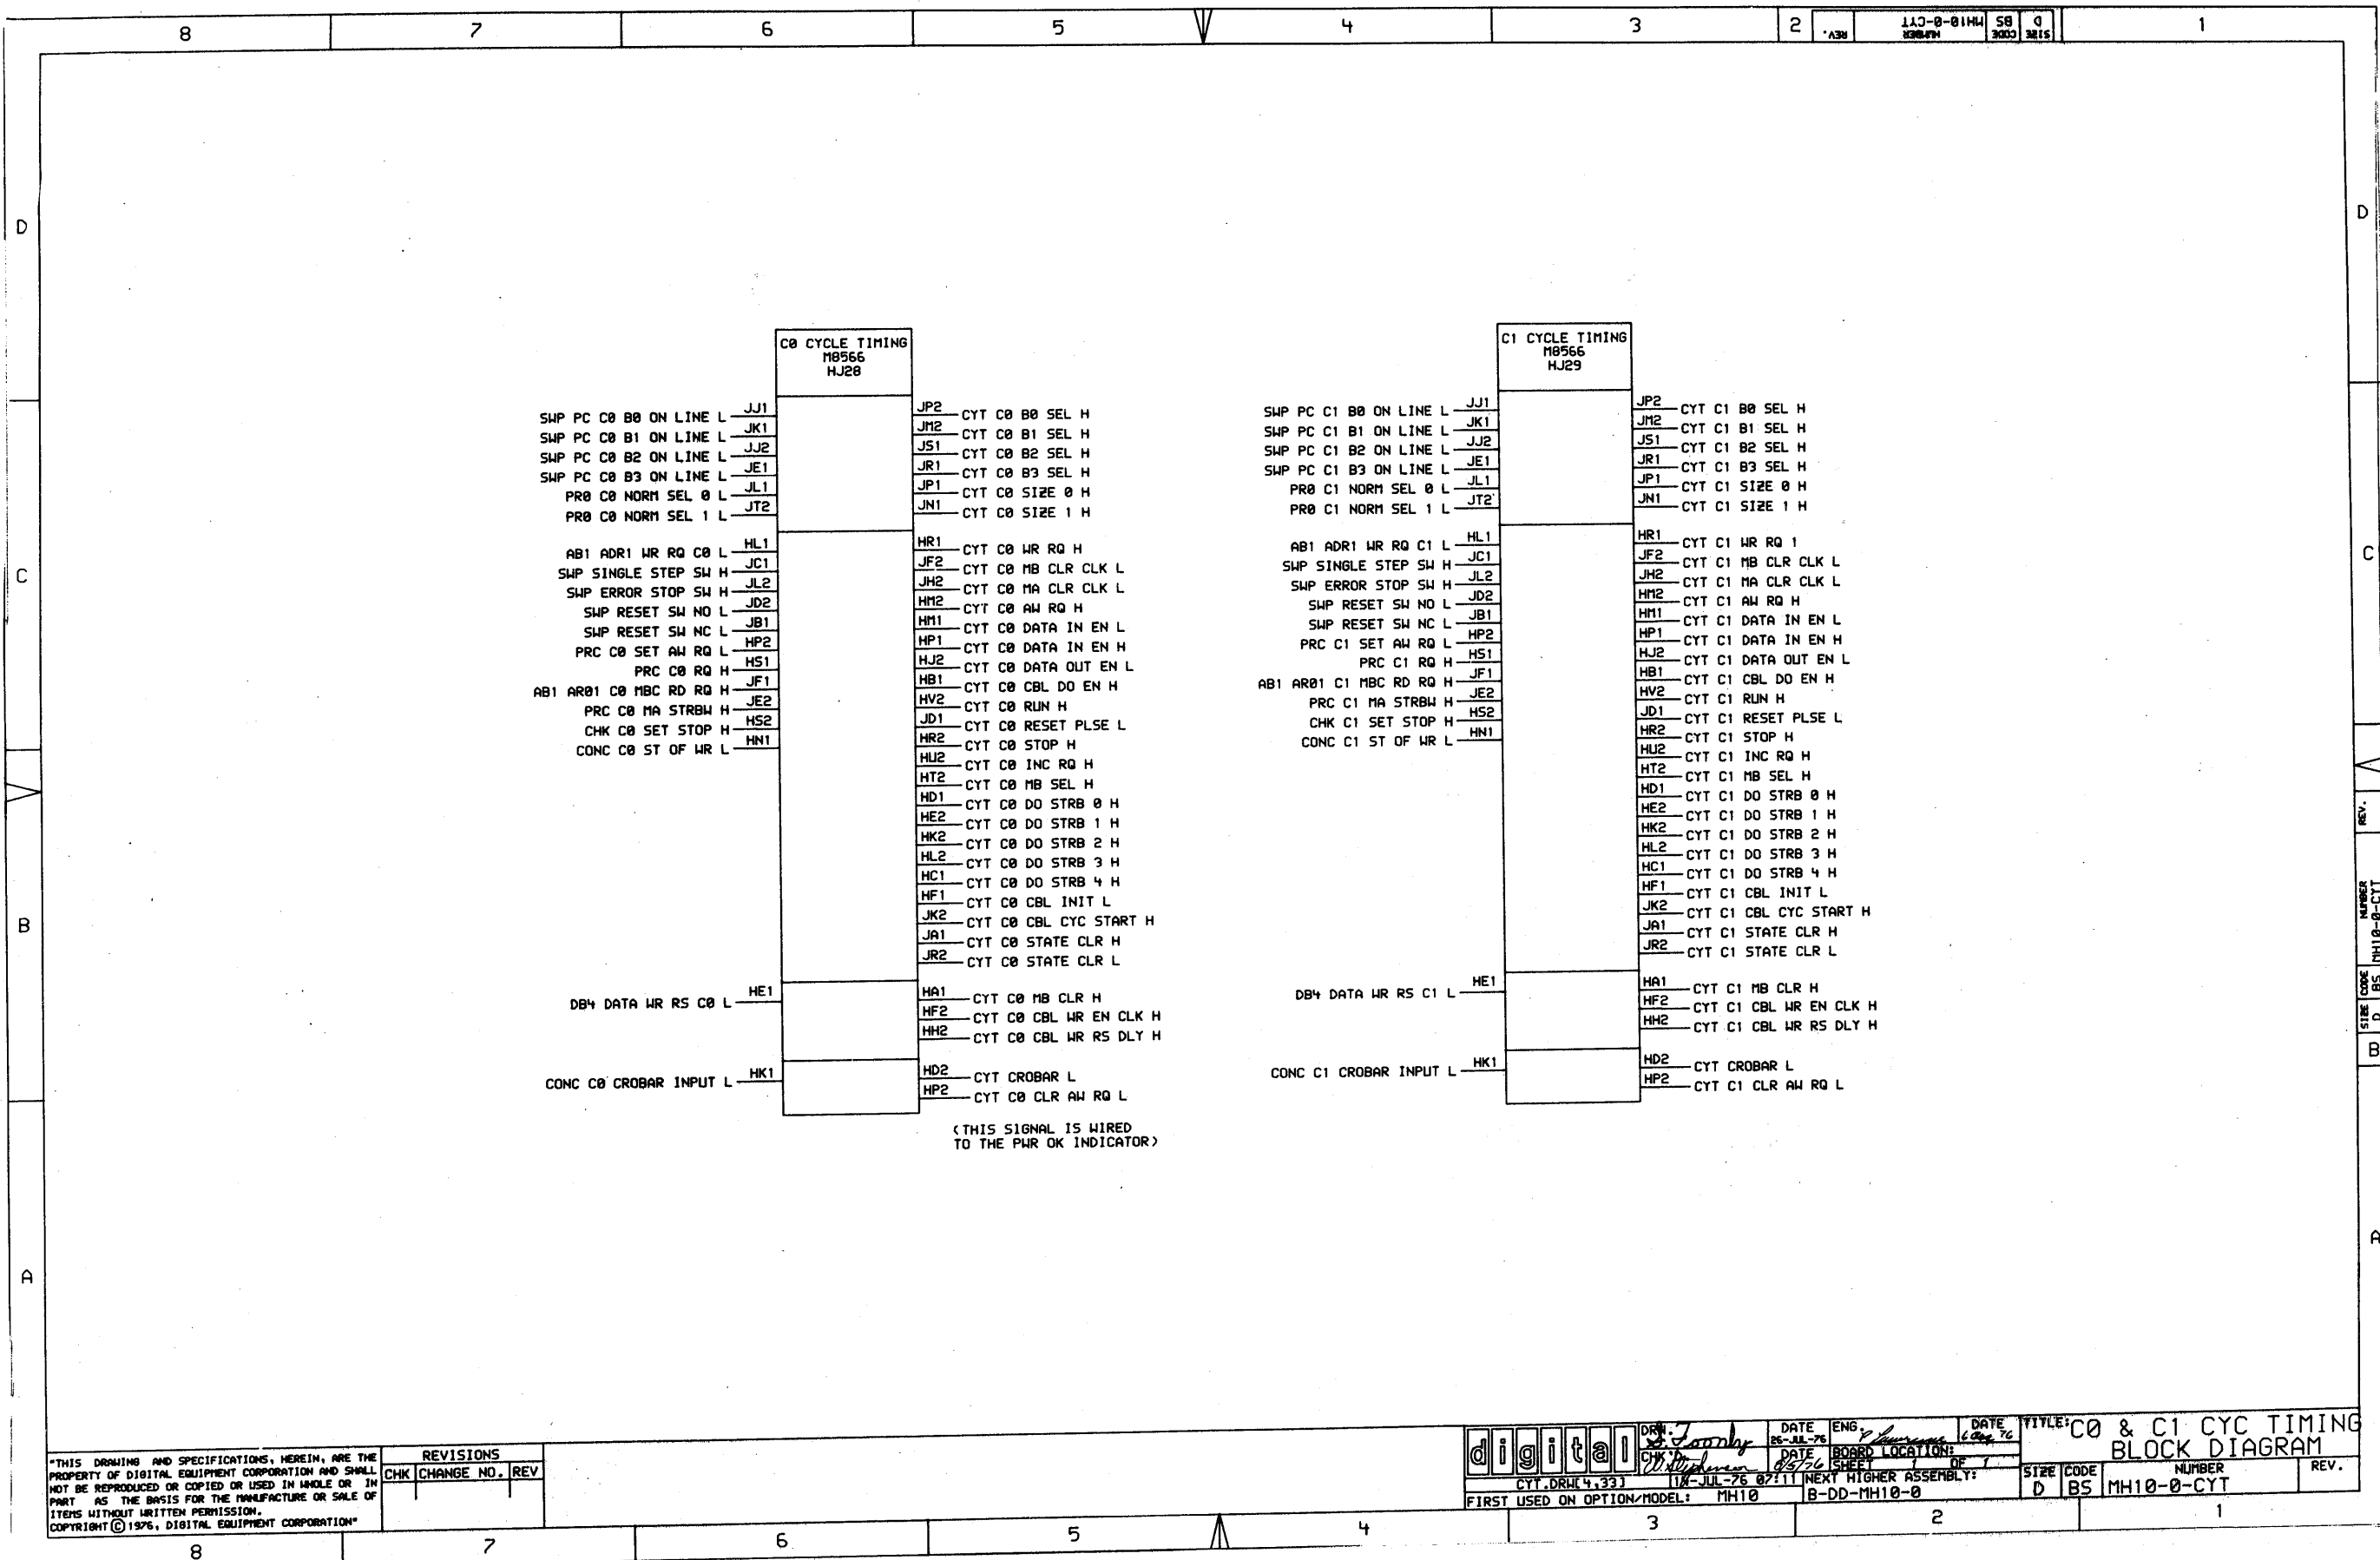 8 7 6 5 4 3 2 1
REV.
NUMBER MH10-0-CYT
CODE BS
SIZE D
D
D
C0 CYCLE TIMING
M8566
HJ28
SWP PC C0 B0 ON LINE L JJ1
SWP PC C0 B1 ON LINE L JK1
SWP PC C0 B2 ON LINE L JJ2
SWP PC C0 B3 ON LINE L JE1
PR0 C0 NORM SEL 0 L JL1
PR0 C0 NORM SEL 1 L JT2
JP2 CYT C0 B0 SEL H
JM2 CYT C0 B1 SEL H
JS1 CYT C0 B2 SEL H
JR1 CYT C0 B3 SEL H
JP1 CYT C0 SIZE 0 H
JN1 CYT C0 SIZE 1 H
AB1 ADR1 WR RQ C0 L HL1
SWP SINGLE STEP SW H JC1
SWP ERROR STOP SW H JL2
SWP RESET SW NO L JD2
SWP RESET SW NC L JB1
PRC C0 SET AW RQ L HP2
PRC C0 RQ H HS1
AB1 AR01 C0 MBC RD RQ H JF1
PRC C0 MA STRBW H JE2
CHK C0 SET STOP H HS2
CONC C0 ST OF WR L HN1
HR1 CYT C0 WR RQ H
JF2 CYT C0 MB CLR CLK L
JH2 CYT C0 MA CLR CLK L
HM2 CYT C0 AW RQ H
HM1 CYT C0 DATA IN EN L
HP1 CYT C0 DATA IN EN H
HJ2 CYT C0 DATA OUT EN L
HB1 CYT C0 CBL DO EN H
HV2 CYT C0 RUN H
JD1 CYT C0 RESET PLSE L
HR2 CYT C0 STOP H
HU2 CYT C0 INC RQ H
HT2 CYT C0 MB SEL H
HD1 CYT C0 DO STRB 0 H
HE2 CYT C0 DO STRB 1 H
HK2 CYT C0 DO STRB 2 H
HL2 CYT C0 DO STRB 3 H
HC1 CYT C0 DO STRB 4 H
HF1 CYT C0 CBL INIT L
JK2 CYT C0 CBL CYC START H
JA1 CYT C0 STATE CLR H
JR2 CYT C0 STATE CLR L
DB4 DATA WR RS C0 L HE1
HA1 CYT C0 MB CLR H
HF2 CYT C0 CBL WR EN CLK H
HH2 CYT C0 CBL WR RS DLY H
CONC C0 CROBAR INPUT L HK1
HD2 CYT CROBAR L
HP2 CYT C0 CLR AW RQ L
(THIS SIGNAL IS WIRED
TO THE PWR OK INDICATOR)
C1 CYCLE TIMING
M8566
HJ29
SWP PC C1 B0 ON LINE L JJ1
SWP PC C1 B1 ON LINE L JK1
SWP PC C1 B2 ON LINE L JJ2
SWP PC C1 B3 ON LINE L JE1
PR0 C1 NORM SEL 0 L JL1
PR0 C1 NORM SEL 1 L JT2
JP2 CYT C1 B0 SEL H
JM2 CYT C1 B1 SEL H
JS1 CYT C1 B2 SEL H
JR1 CYT C1 B3 SEL H
JP1 CYT C1 SIZE 0 H
JN1 CYT C1 SIZE 1 H
AB1 ADR1 WR RQ C1 L HL1
SWP SINGLE STEP SW H JC1
SWP ERROR STOP SW H JL2
SWP RESET SW NO L JD2
SWP RESET SW NC L JB1
PRC C1 SET AW RQ L HP2
PRC C1 RQ H HS1
AB1 AR01 C1 MBC RD RQ H JF1
PRC C1 MA STRBW H JE2
CHK C1 SET STOP H HS2
CONC C1 ST OF WR L HN1
HR1 CYT C1 WR RQ 1
JF2 CYT C1 MB CLR CLK L
JH2 CYT C1 MA CLR CLK L
HM2 CYT C1 AW RQ H
HM1 CYT C1 DATA IN EN L
HP1 CYT C1 DATA IN EN H
HJ2 CYT C1 DATA OUT EN L
HB1 CYT C1 CBL DO EN H
HV2 CYT C1 RUN H
JD1 CYT C1 RESET PLSE L
HR2 CYT C1 STOP H
HU2 CYT C1 INC RQ H
HT2 CYT C1 MB SEL H
HD1 CYT C1 DO STRB 0 H
HE2 CYT C1 DO STRB 1 H
HK2 CYT C1 DO STRB 2 H
HL2 CYT C1 DO STRB 3 H
HC1 CYT C1 DO STRB 4 H
HF1 CYT C1 CBL INIT L
JK2 CYT C1 CBL CYC START H
JA1 CYT C1 STATE CLR H
JR2 CYT C1 STATE CLR L
DB4 DATA WR RS C1 L HE1
HA1 CYT C1 MB CLR H
HF2 CYT C1 CBL WR EN CLK H
HH2 CYT C1 CBL WR RS DLY H
CONC C1 CROBAR INPUT L HK1
HD2 CYT CROBAR L
HP2 CYT C1 CLR AW RQ L
C
C
B
B
A
A
REV.
NUMBER MH10-0-CYT
CODE BS
SIZE D
"THIS DRAWING AND SPECIFICATIONS, HEREIN, ARE THE
PROPERTY OF DIGITAL EQUIPMENT CORPORATION AND SHALL
NOT BE REPRODUCED OR COPIED OR USED IN WHOLE OR IN
PART AS THE BASIS FOR THE MANUFACTURE OR SALE OF
ITEMS WITHOUT WRITTEN PERMISSION.
COPYRIGHT © 1976, DIGITAL EQUIPMENT CORPORATION"
REVISIONS
CHK CHANGE NO. REV
digital
DRN.
DATE 26-JUL-76
ENG.
DATE 6 Aug 76
CHK
DATE 8/5/76
BOARD LOCATION:
SHEET 1 OF 1
CYT.DRW[4,33]
-JUL-76 07:11
NEXT HIGHER ASSEMBLY:
B-DD-MH10-0
FIRST USED ON OPTION/MODEL: MH10
TITLE: C0 & C1 CYC TIMING
BLOCK DIAGRAM
SIZE D
CODE BS
NUMBER MH10-0-CYT
REV.
8 7 6 5 4 3 2 1